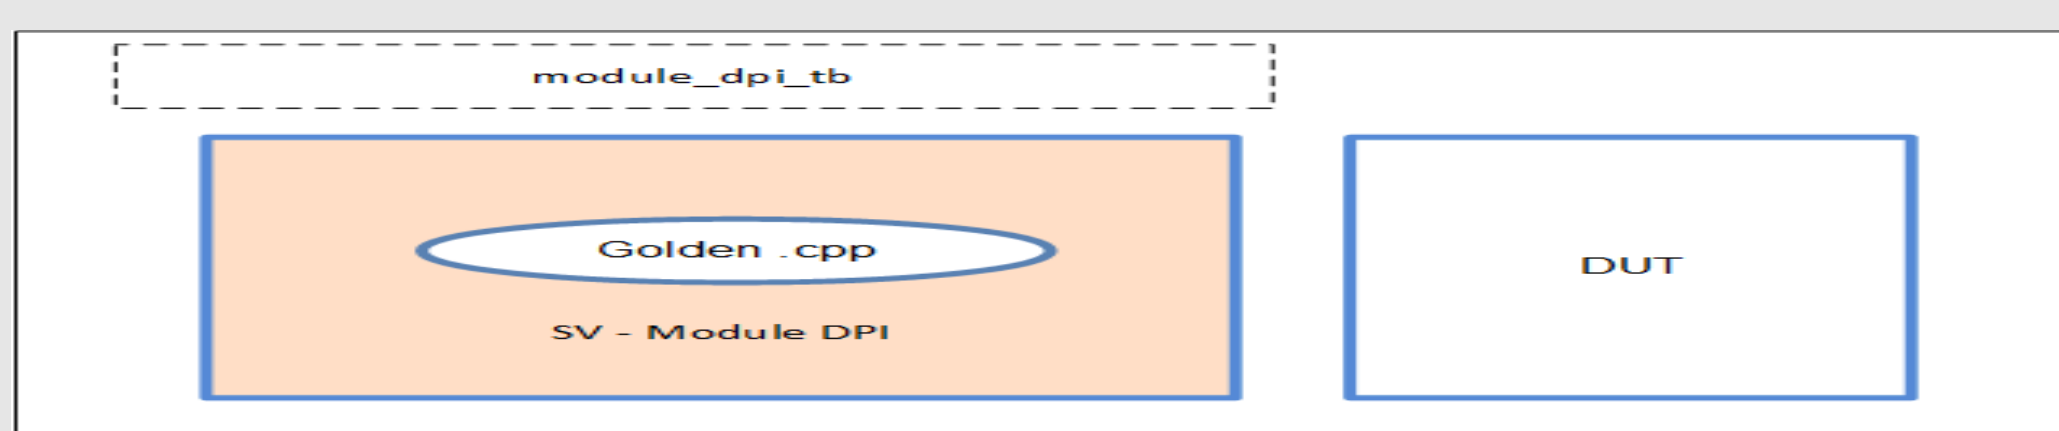 module_dpi_tb
Golden .cpp
SV - Module DPI
DUT